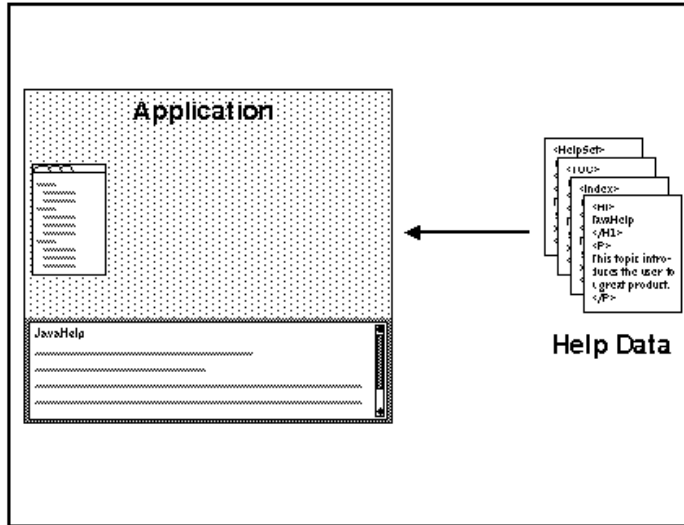 Application
JavaHelp
<HelpSet>
<TOC>
<Index>
<H1>
JavaHelp
</H1>
<P>
This topic intro-
duces the user to
a great product.
</P>
Help Data